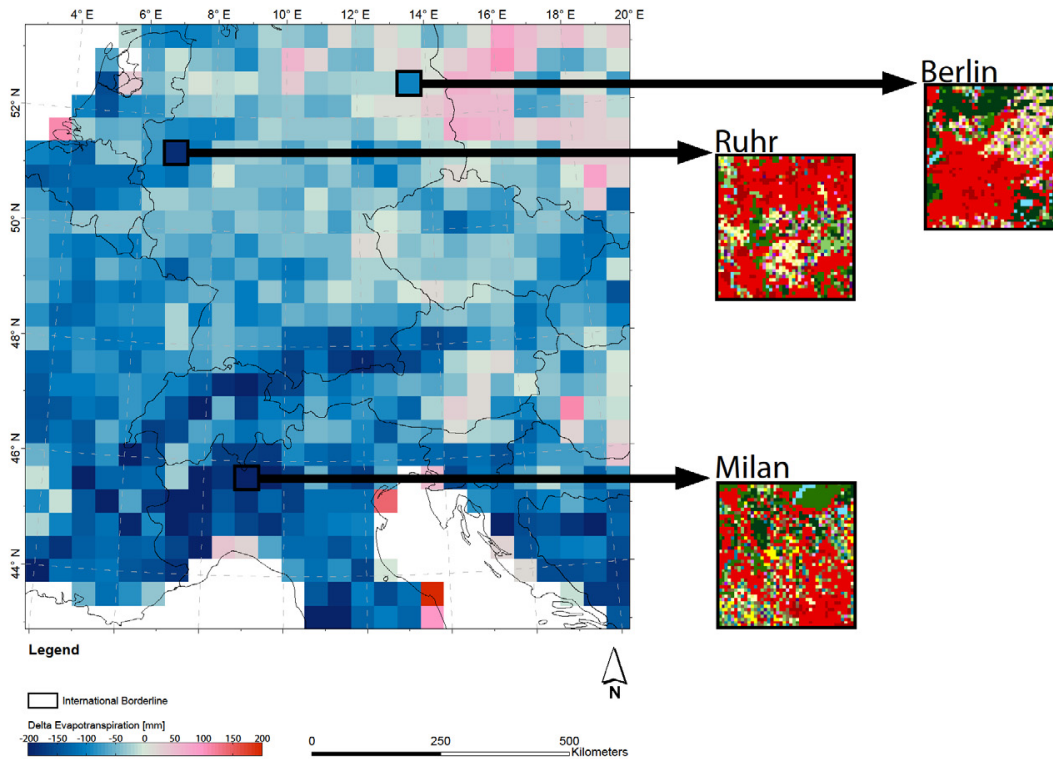 4° E 6° E 8° E 10° E 12° E 14° E 16° E 18° E 20° E
52° N
50° N
48° N
46° N
44° N
Berlin
Ruhr
Milan
Legend
International Borderline
Delta Evapotranspiration [mm]
-200 -150 -100 -50 0 50 100 150 200
N
0 250 500
Kilometers